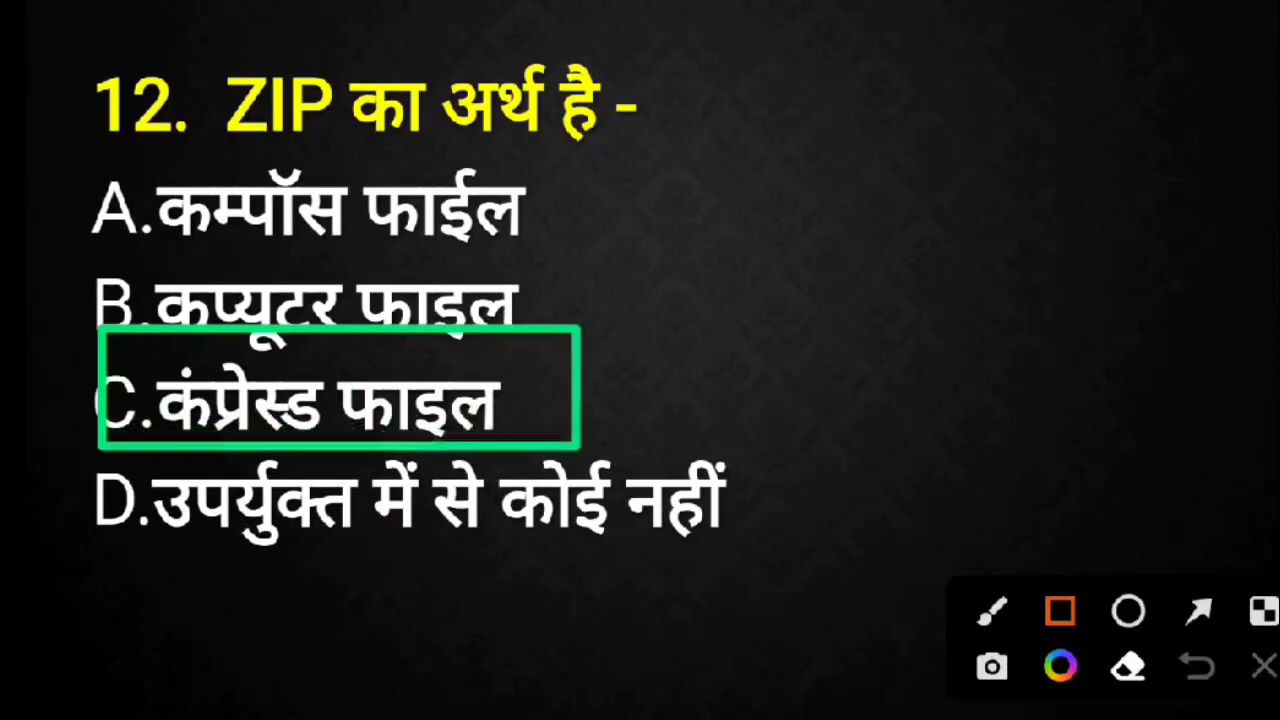 12. ZIP का अर्थ है -
A.कम्पॉस फाईल
B.कप्यूटर फाइल
C.कंप्रेस्ड फाइल
D.उपर्युक्त में से कोई नहीं